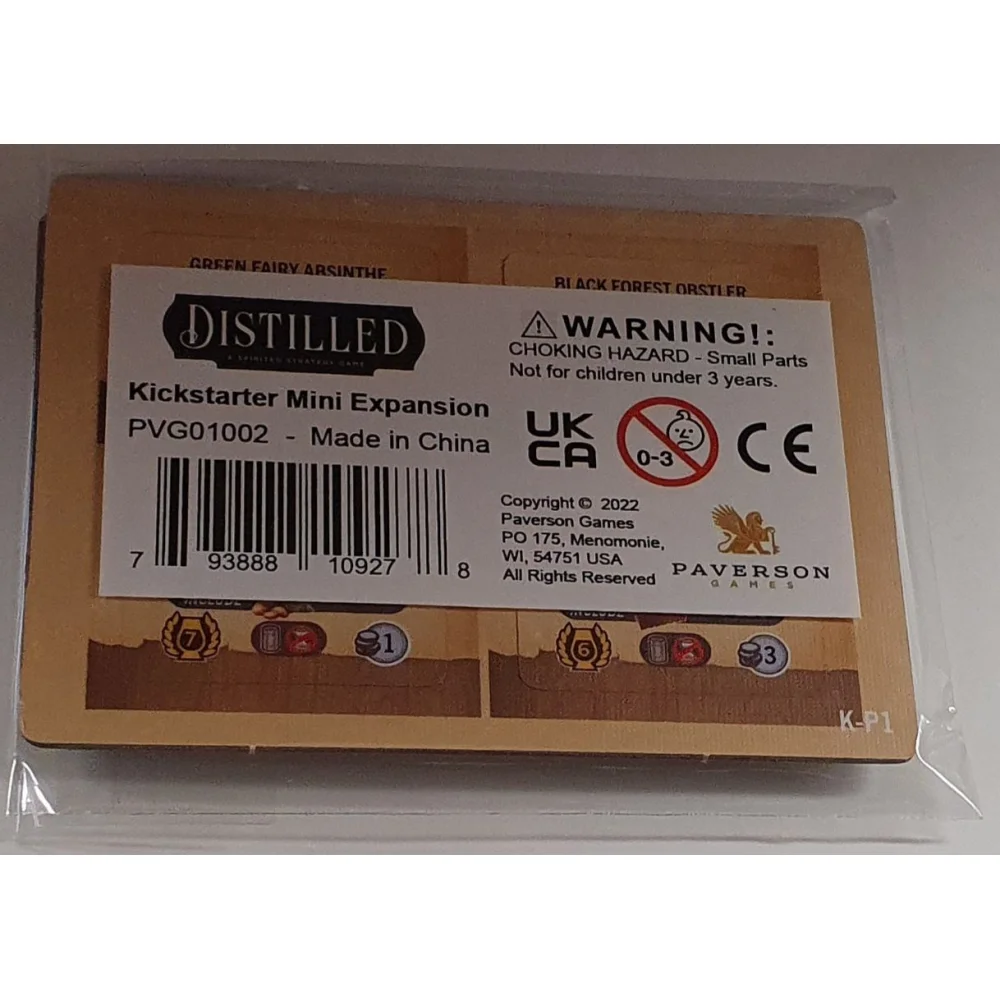 GREEN FAIRY ABSINTHE
BLACK FOREST OBSTLER
DISTILLED
A SPIRITED STRATEGY GAME
Kickstarter Mini Expansion
PVG01002 - Made in China
7 93888 10927 8
⚠ WARNING!:
CHOKING HAZARD - Small Parts
Not for children under 3 years.
UK
CA
0-3
CE
Copyright © 2022
Paverson Games
PO 175, Menomonie,
WI, 54751 USA
All Rights Reserved
PAVERSON
GAMES
INCLUDE
INCLUDE
7
1
6
3
K-P1